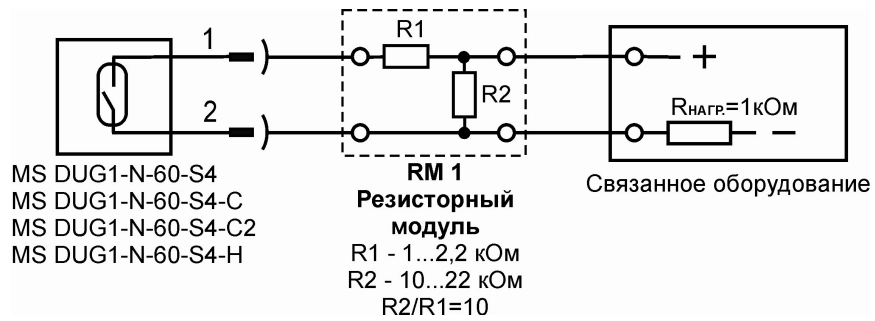 1
2
R1
R2
+
RНАГР.=1кОм
−
MS DUG1-N-60-S4
MS DUG1-N-60-S4-C
MS DUG1-N-60-S4-C2
MS DUG1-N-60-S4-H
RM 1
Резисторный
модуль
R1 - 1...2,2 кОм
R2 - 10...22 кОм
R2/R1=10
Связанное оборудование